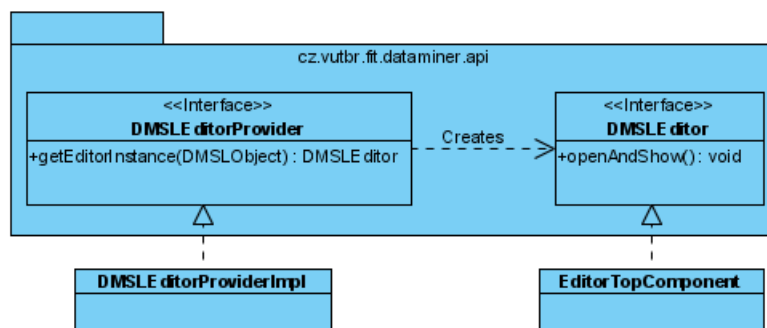 cz.vutbr.fit.dataminer.api
<<Interface>>
DMSLEditorProvider
+getEditorInstance(DMSLObject) : DMSLEditor
Creates
<<Interface>>
DMSLEditor
+openAndShow() : void
DMSLEditorProviderImpl
EditorTopComponent